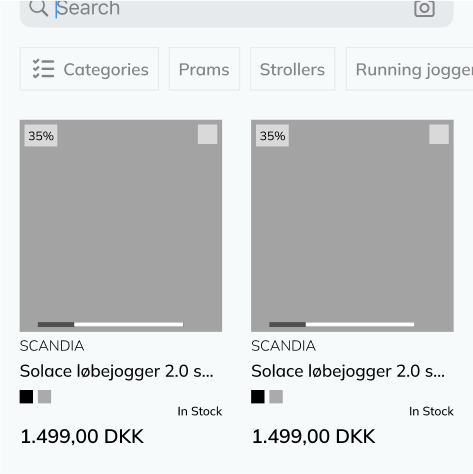 Search
Categories Prams Strollers Running jogger
35% 35%
SCANDIA SCANDIA
Solace løbejogger 2.0 s... Solace løbejogger 2.0 s...
In Stock In Stock
1.499,00 DKK 1.499,00 DKK